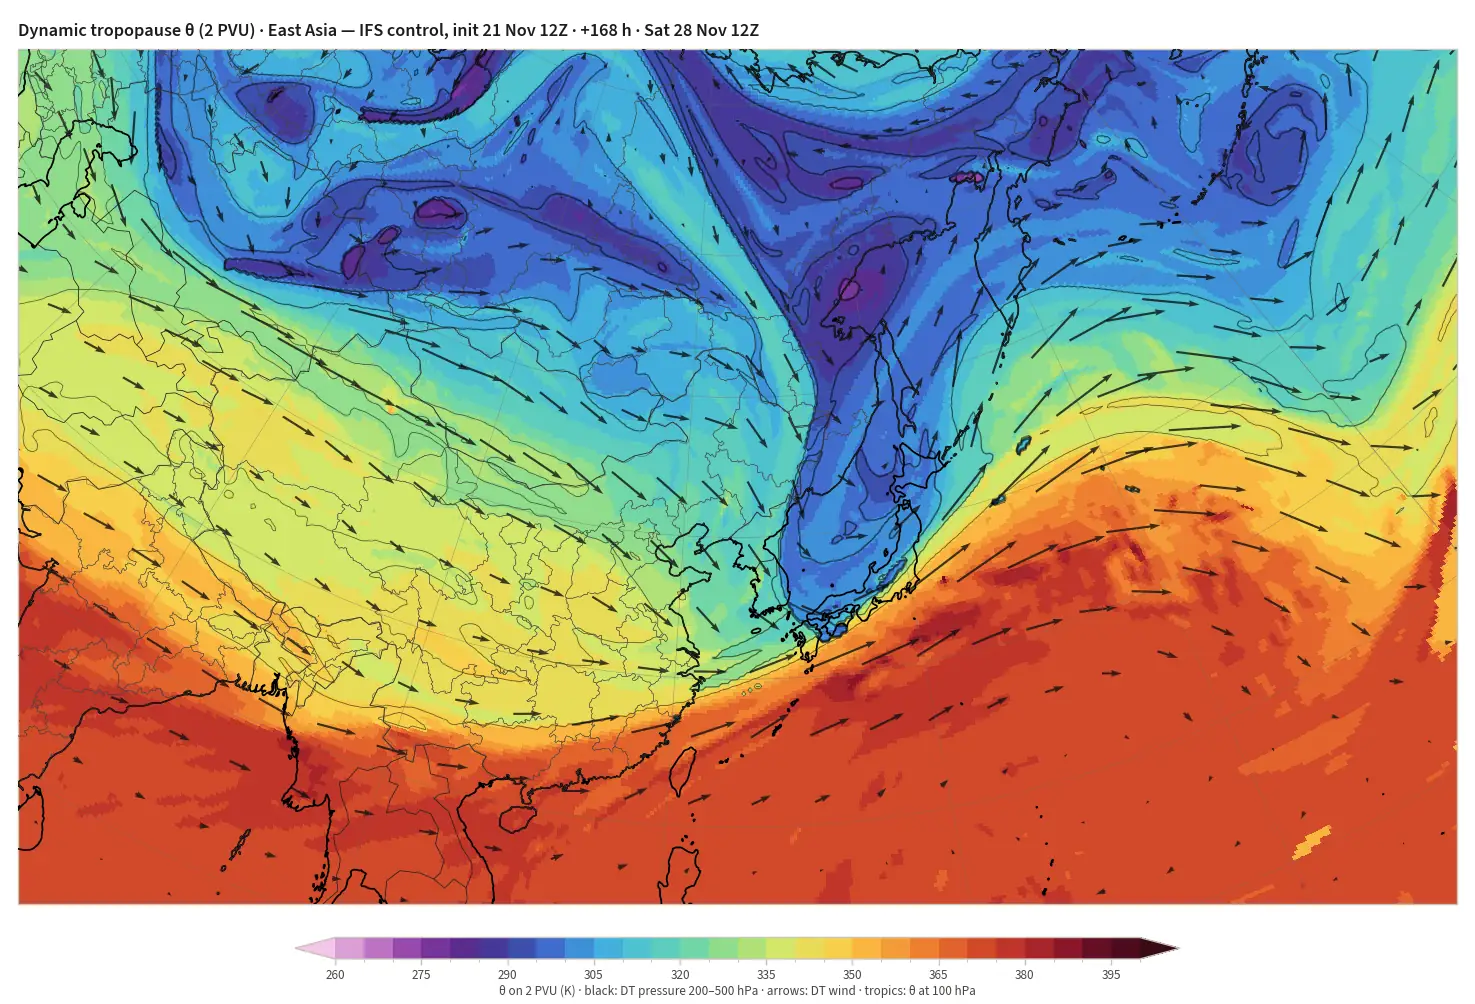 Dynamic tropopause θ (2 PVU) · East Asia — IFS control, init 21 Nov 12Z · +168 h · Sat 28 Nov 12Z
260 275 290 305 320 335 350 365 380 395
θ on 2 PVU (K) · black: DT pressure 200–500 hPa · arrows: DT wind · tropics: θ at 100 hPa